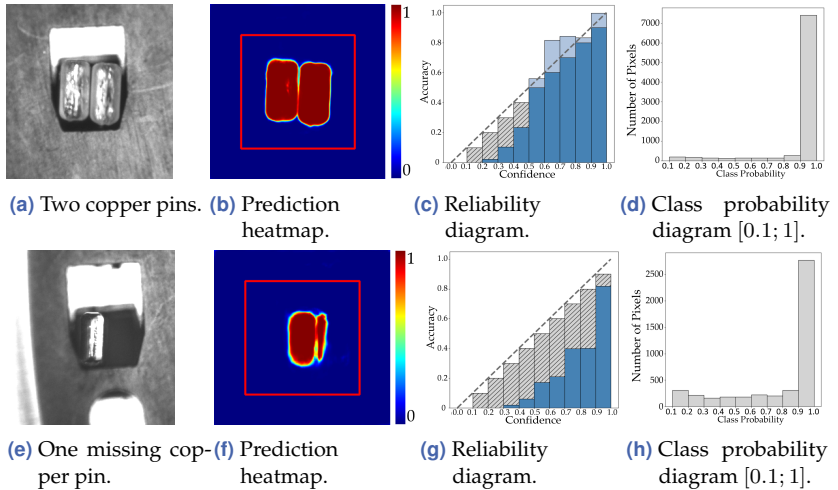 1
0
Accuracy
1.0
0.8
0.6
0.4
0.2
0
-0.0 0.1 0.2 0.3 0.4 0.5 0.6 0.7 0.8 0.9 1.0
Confidence
Number of Pixels
7000
6000
5000
4000
3000
2000
1000
0
0.1 0.2 0.3 0.4 0.5 0.6 0.7 0.8 0.9 1.0
Class Probability
(a) Two copper pins.
(b) Prediction
heatmap.
(c) Reliability
diagram.
(d) Class probability
diagram [0.1; 1].
1
0
Accuracy
1.0
0.8
0.6
0.4
0.2
0
-0.0 0.1 0.2 0.3 0.4 0.5 0.6 0.7 0.8 0.9 1.0
Confidence
Number of Pixels
2500
2000
1500
1000
500
0
0.1 0.2 0.3 0.4 0.5 0.6 0.7 0.8 0.9 1.0
Class Probability
(e) One missing cop-
per pin.
(f) Prediction
heatmap.
(g) Reliability
diagram.
(h) Class probability
diagram [0.1; 1].